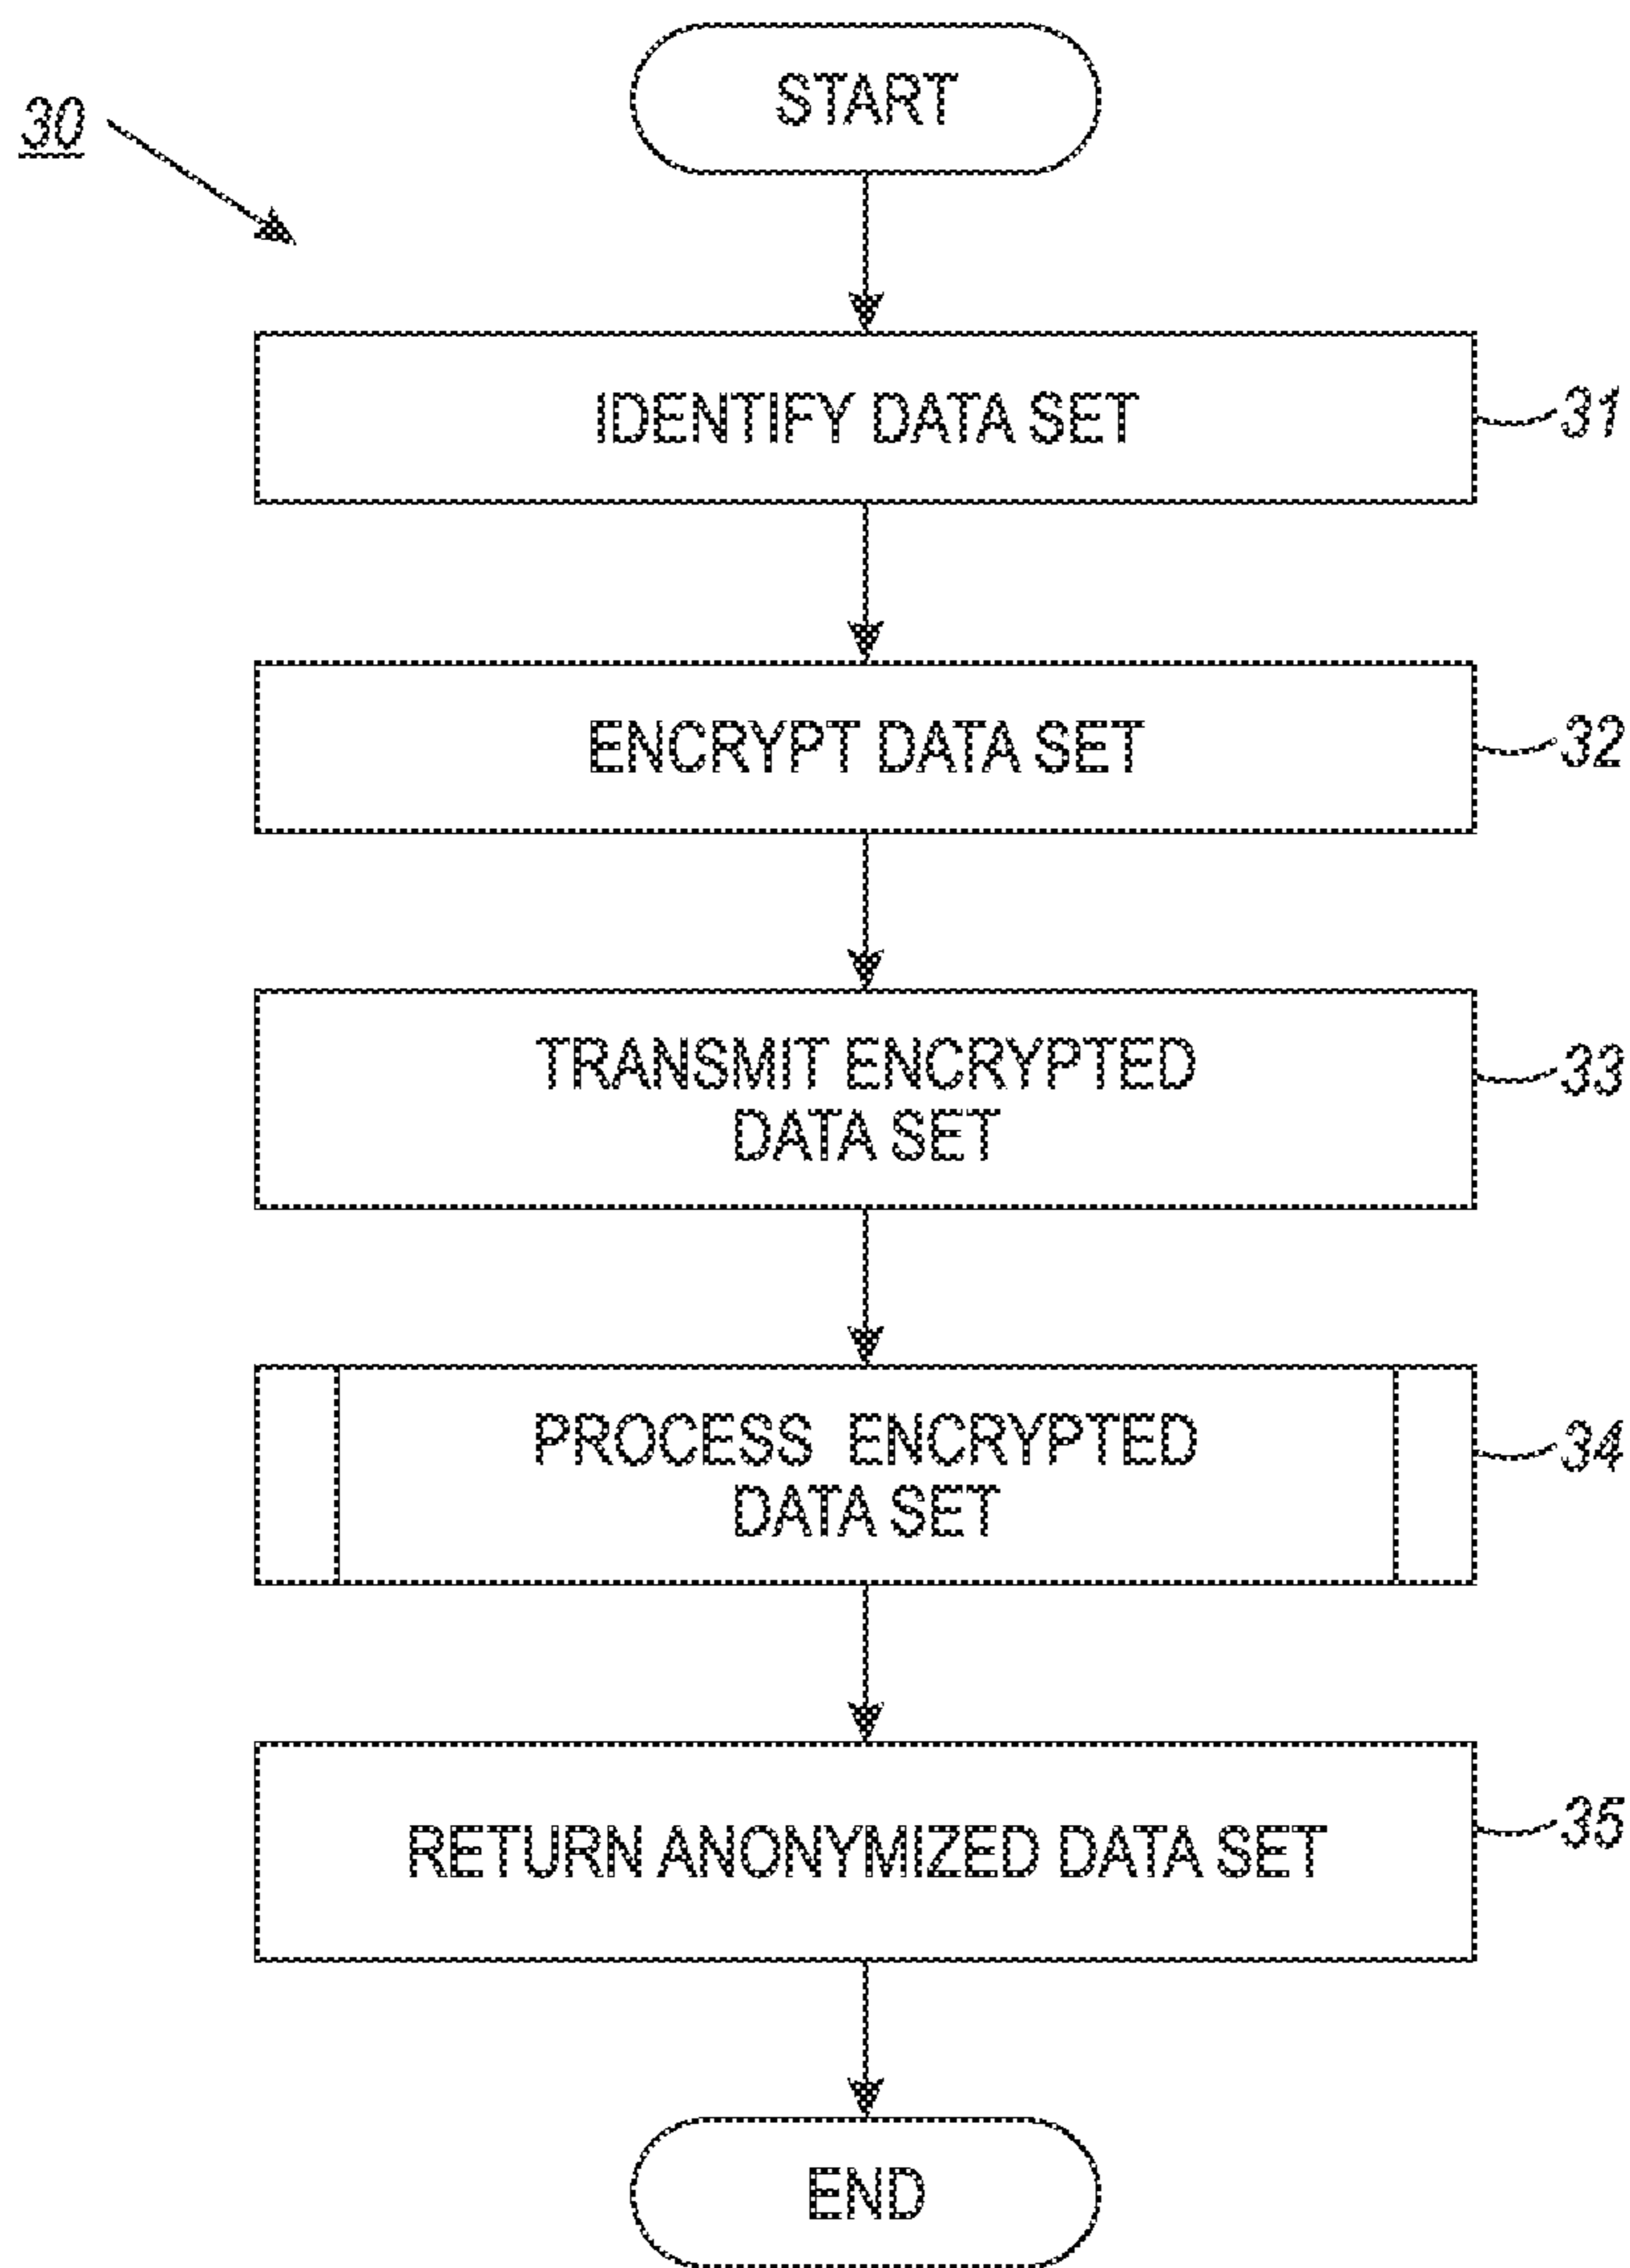 30
START
IDENTIFY DATA SET
31
ENCRYPT DATA SET
32
TRANSMIT ENCRYPTED
DATA SET
33
PROCESS ENCRYPTED
DATA SET
34
RETURN ANONYMIZED DATA SET
35
END